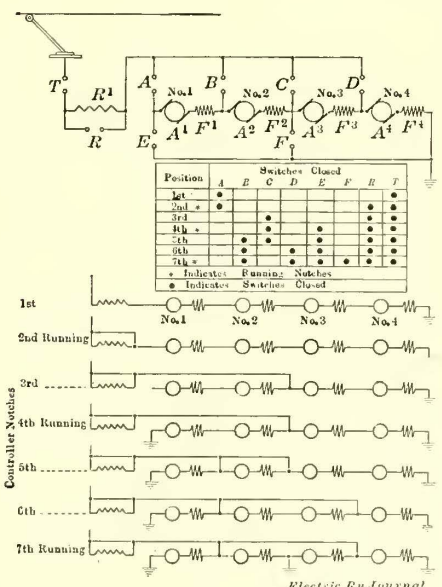 No.1 No.2 No.3 No.4
T R¹ A B C D
R E A¹ F¹ A² F² A³ F³ F A⁴ F⁴
Switches Closed
Position A B C D E F R T
1st • •
2nd * • • •
3rd • • •
4th * • • • •
5th • • • • •
6th • • • • •
7th * • • • • • •
* Indicates Running Notches
• Indicates Switches Closed
Controller Notches
1st
No.1 No.2 No.3 No.4
2nd Running
3rd
4th Running
5th
6th
7th Running
Electric Ry. Journal